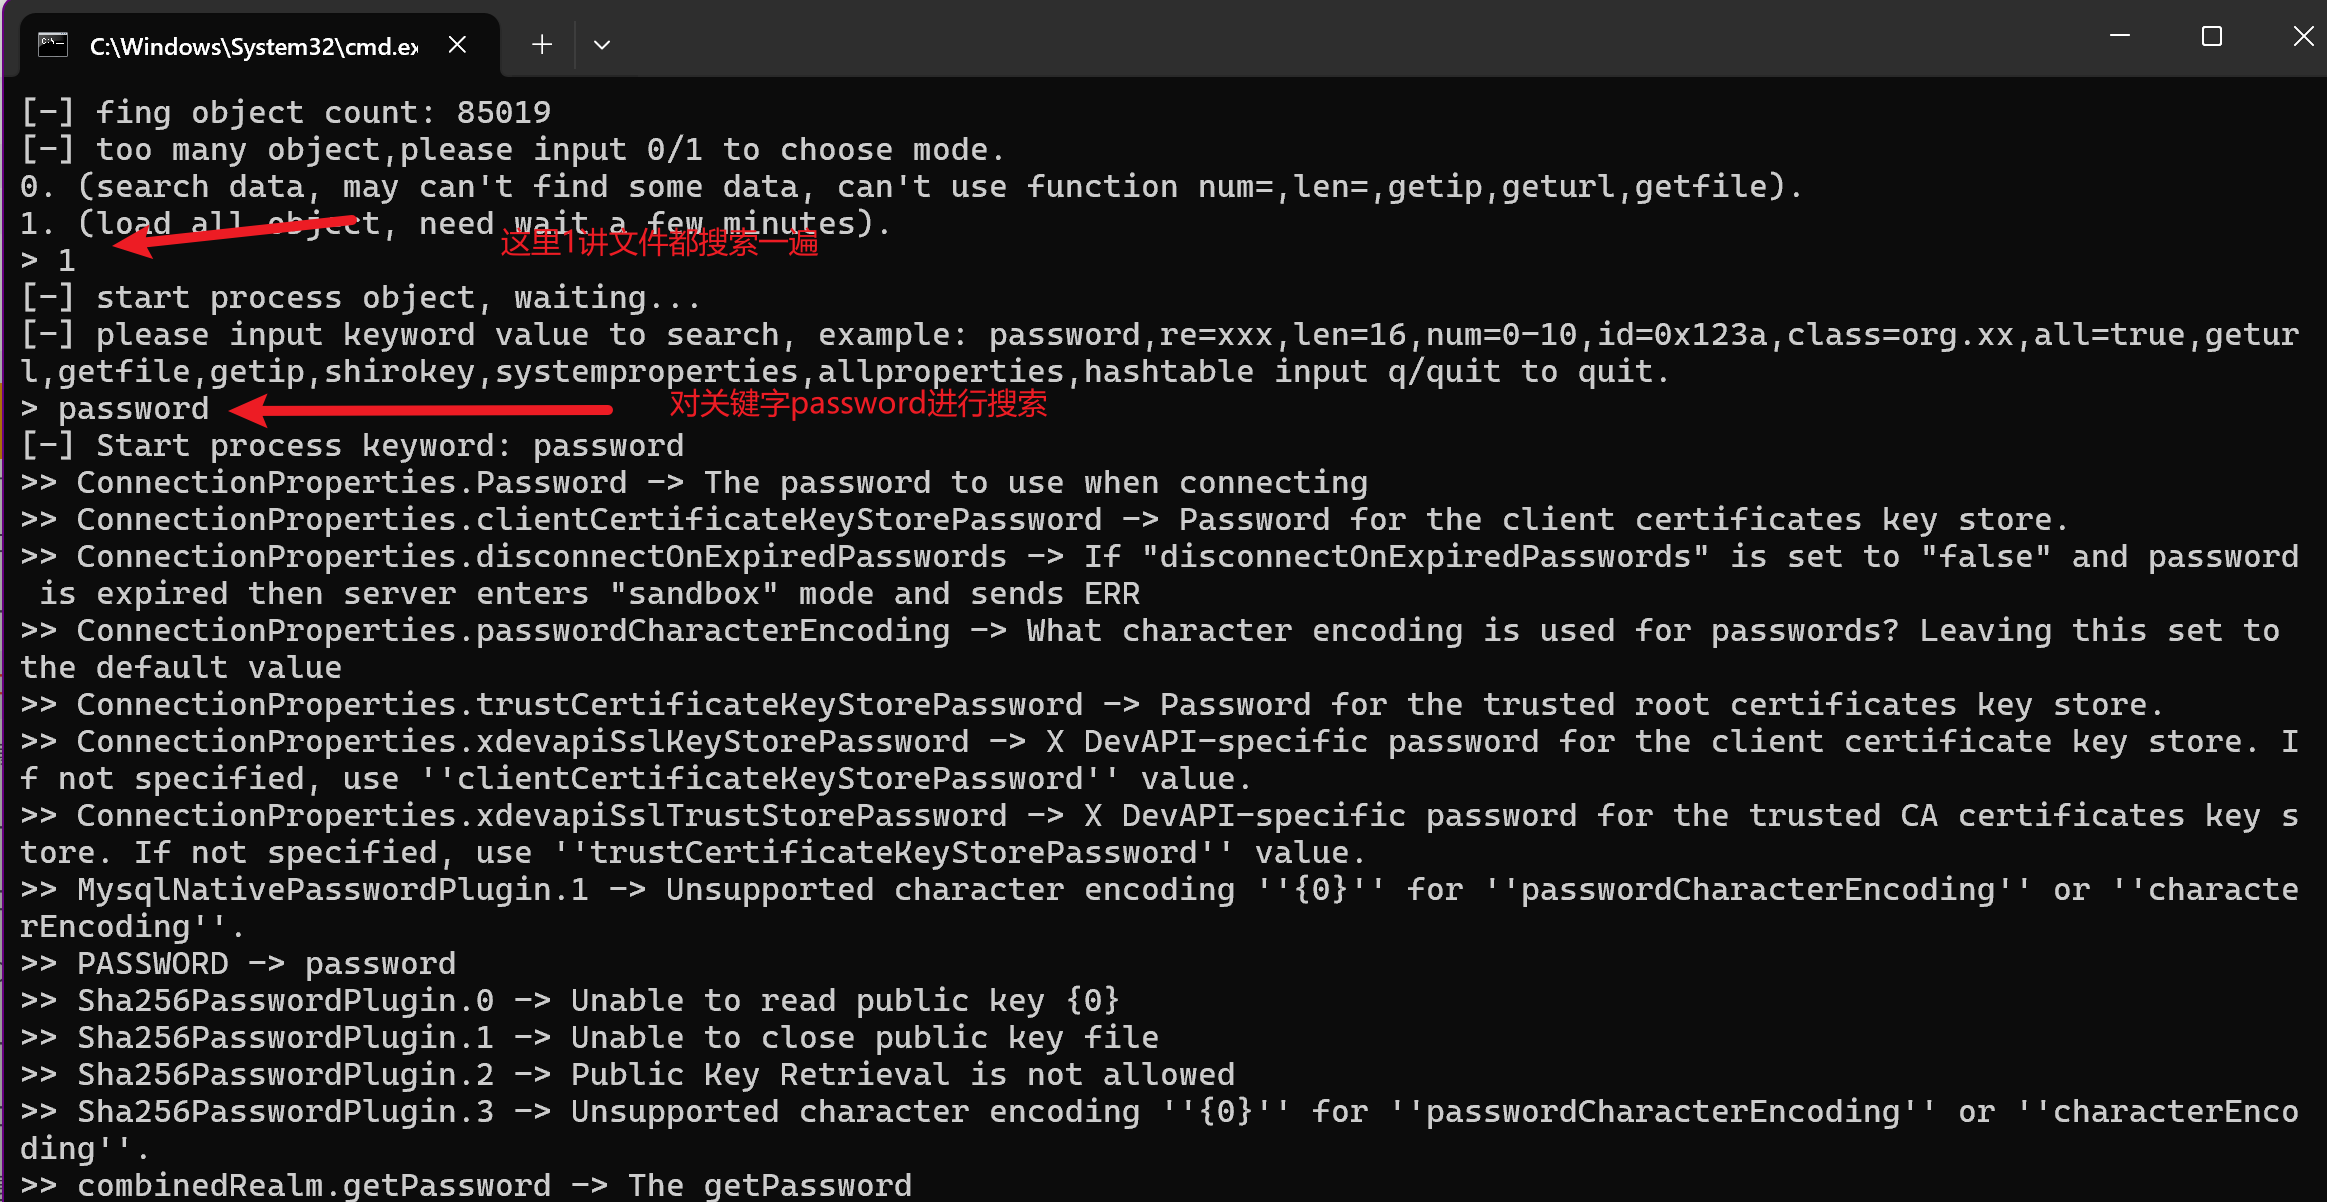 C:\Windows\System32\cmd.ex
[-] fing object count: 85019
[-] too many object,please input 0/1 to choose mode.
0. (search data, may can't find some data, can't use function num=,len=,getip,geturl,getfile).
1. (load all object, need wait a few minutes).
这里1讲文件都搜索一遍
> 1
[-] start process object, waiting...
[-] please input keyword value to search, example: password,re=xxx,len=16,num=0-10,id=0x123a,class=org.xx,all=true,getur
l,getfile,getip,shirokey,systemproperties,allproperties,hashtable input q/quit to quit.
> password
对关键字password进行搜索
[-] Start process keyword: password
>> ConnectionProperties.Password -> The password to use when connecting
>> ConnectionProperties.clientCertificateKeyStorePassword -> Password for the client certificates key store.
>> ConnectionProperties.disconnectOnExpiredPasswords -> If "disconnectOnExpiredPasswords" is set to "false" and password
 is expired then server enters "sandbox" mode and sends ERR
>> ConnectionProperties.passwordCharacterEncoding -> What character encoding is used for passwords? Leaving this set to
the default value
>> ConnectionProperties.trustCertificateKeyStorePassword -> Password for the trusted root certificates key store.
>> ConnectionProperties.xdevapiSslKeyStorePassword -> X DevAPI-specific password for the client certificate key store. I
f not specified, use ''clientCertificateKeyStorePassword'' value.
>> ConnectionProperties.xdevapiSslTrustStorePassword -> X DevAPI-specific password for the trusted CA certificates key s
tore. If not specified, use ''trustCertificateKeyStorePassword'' value.
>> MysqlNativePasswordPlugin.1 -> Unsupported character encoding ''{0}'' for ''passwordCharacterEncoding'' or ''characte
rEncoding''.
>> PASSWORD -> password
>> Sha256PasswordPlugin.0 -> Unable to read public key {0}
>> Sha256PasswordPlugin.1 -> Unable to close public key file
>> Sha256PasswordPlugin.2 -> Public Key Retrieval is not allowed
>> Sha256PasswordPlugin.3 -> Unsupported character encoding ''{0}'' for ''passwordCharacterEncoding'' or ''characterEnco
ding''.
>> combinedRealm.getPassword -> The getPassword